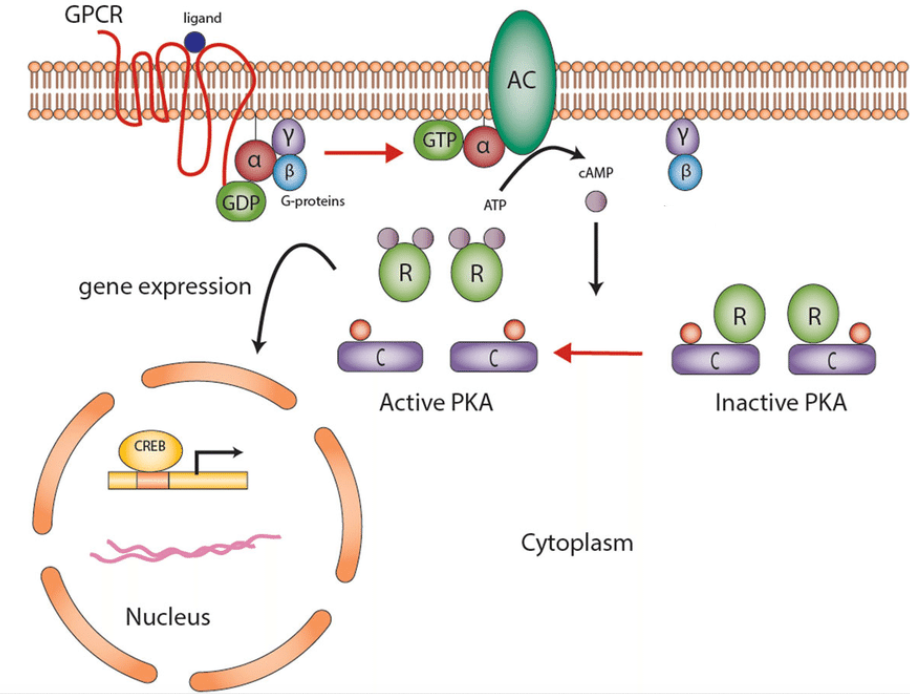 GPCR
ligand
AC
γ
α
β
GDP
G-proteins
GTP
α
ATP
cAMP
γ
β
R
R
gene expression
R
R
C
C
C
C
Active PKA
Inactive PKA
CREB
Cytoplasm
Nucleus